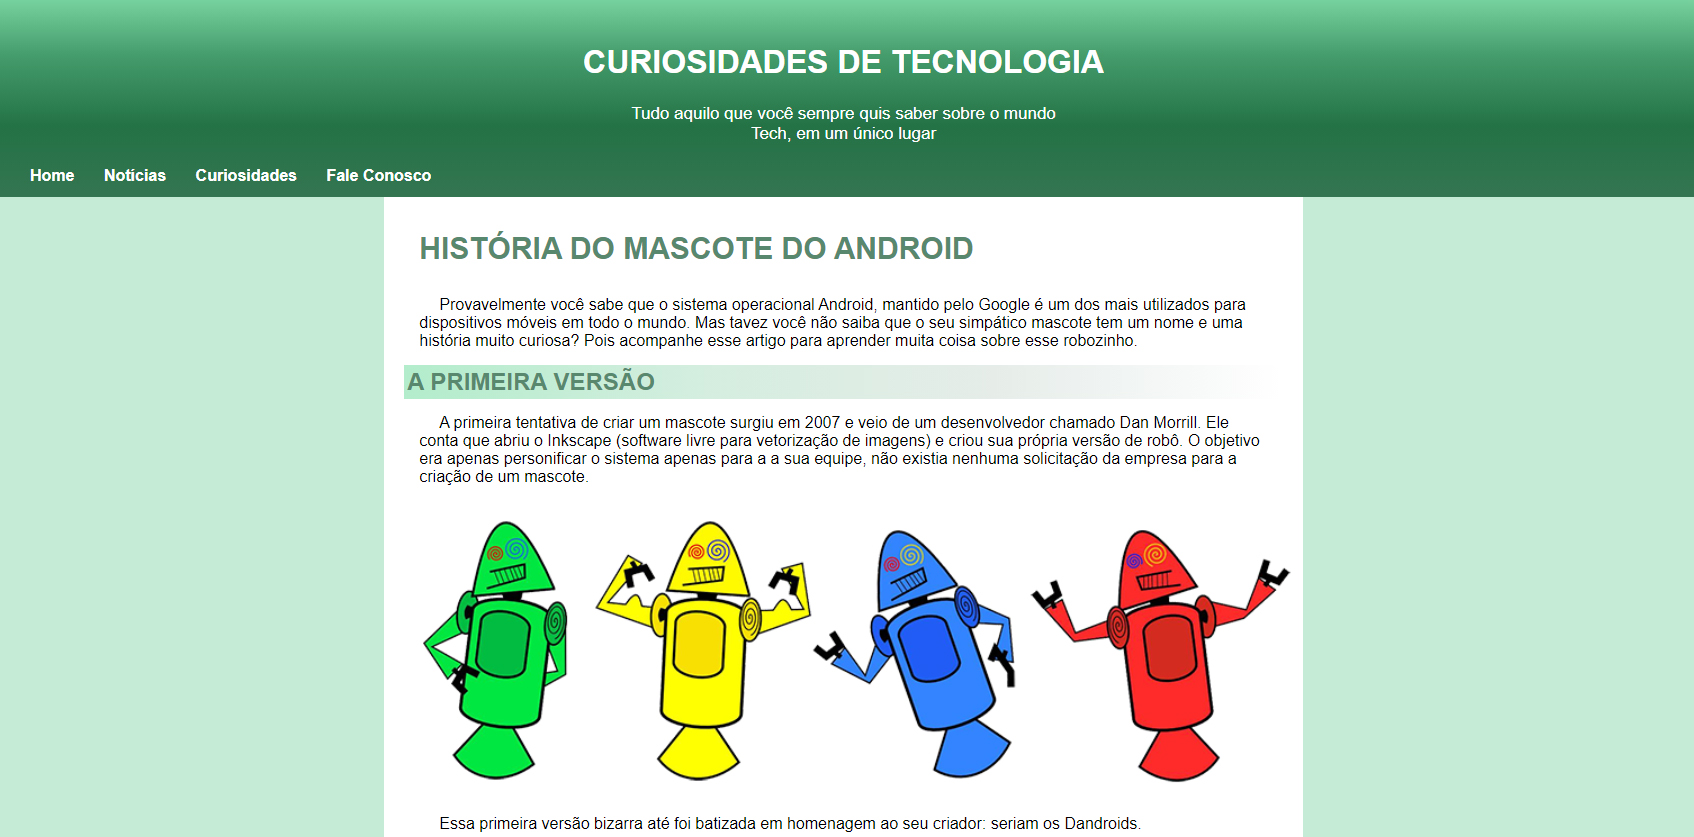 CURIOSIDADES DE TECNOLOGIA
Tudo aquilo que você sempre quis saber sobre o mundo
Tech, em um único lugar
Home Notícias Curiosidades Fale Conosco
HISTÓRIA DO MASCOTE DO ANDROID
Provavelmente você sabe que o sistema operacional Android, mantido pelo Google é um dos mais utilizados para
dispositivos móveis em todo o mundo. Mas tavez você não saiba que o seu simpático mascote tem um nome e uma
história muito curiosa? Pois acompanhe esse artigo para aprender muita coisa sobre esse robozinho.
A PRIMEIRA VERSÃO
A primeira tentativa de criar um mascote surgiu em 2007 e veio de um desenvolvedor chamado Dan Morrill. Ele
conta que abriu o Inkscape (software livre para vetorização de imagens) e criou sua própria versão de robô. O objetivo
era apenas personificar o sistema apenas para a a sua equipe, não existia nenhuma solicitação da empresa para a
criação de um mascote.
Essa primeira versão bizarra até foi batizada em homenagem ao seu criador: seriam os Dandroids.